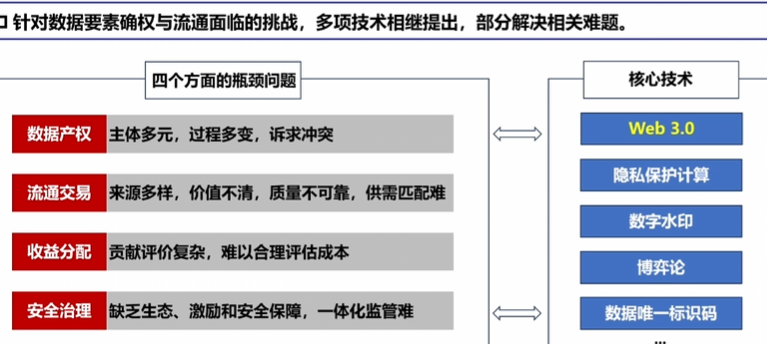 针对数据要素确权与流通面临的挑战，多项技术相继提出，部分解决相关难题。
四个方面的瓶颈问题
数据产权 主体多元，过程多变，诉求冲突
流通交易 来源多样，价值不清，质量不可靠，供需匹配难
收益分配 贡献评价复杂，难以合理评估成本
安全治理 缺乏生态、激励和安全保障，一体化监管难
核心技术
Web 3.0
隐私保护计算
数字水印
博弈论
数据唯一标识码
...